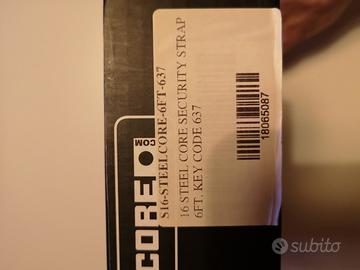 S16-STEELCORE-6FT-637
16 STEEL CORE SECURITY STRAP
6FT, KEY CODE 637
18065087
CORE
.COM
subito